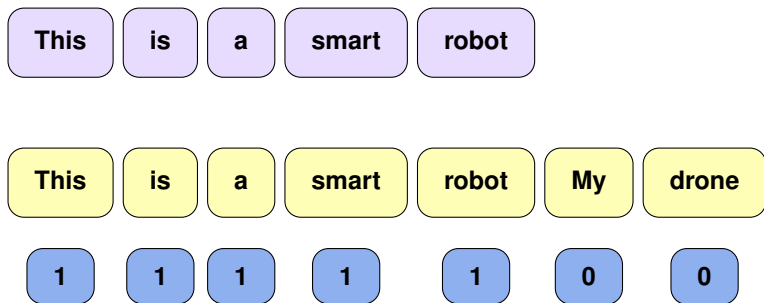 This is a smart robot
This is a smart robot My drone
1 1 1 1 1 0 0